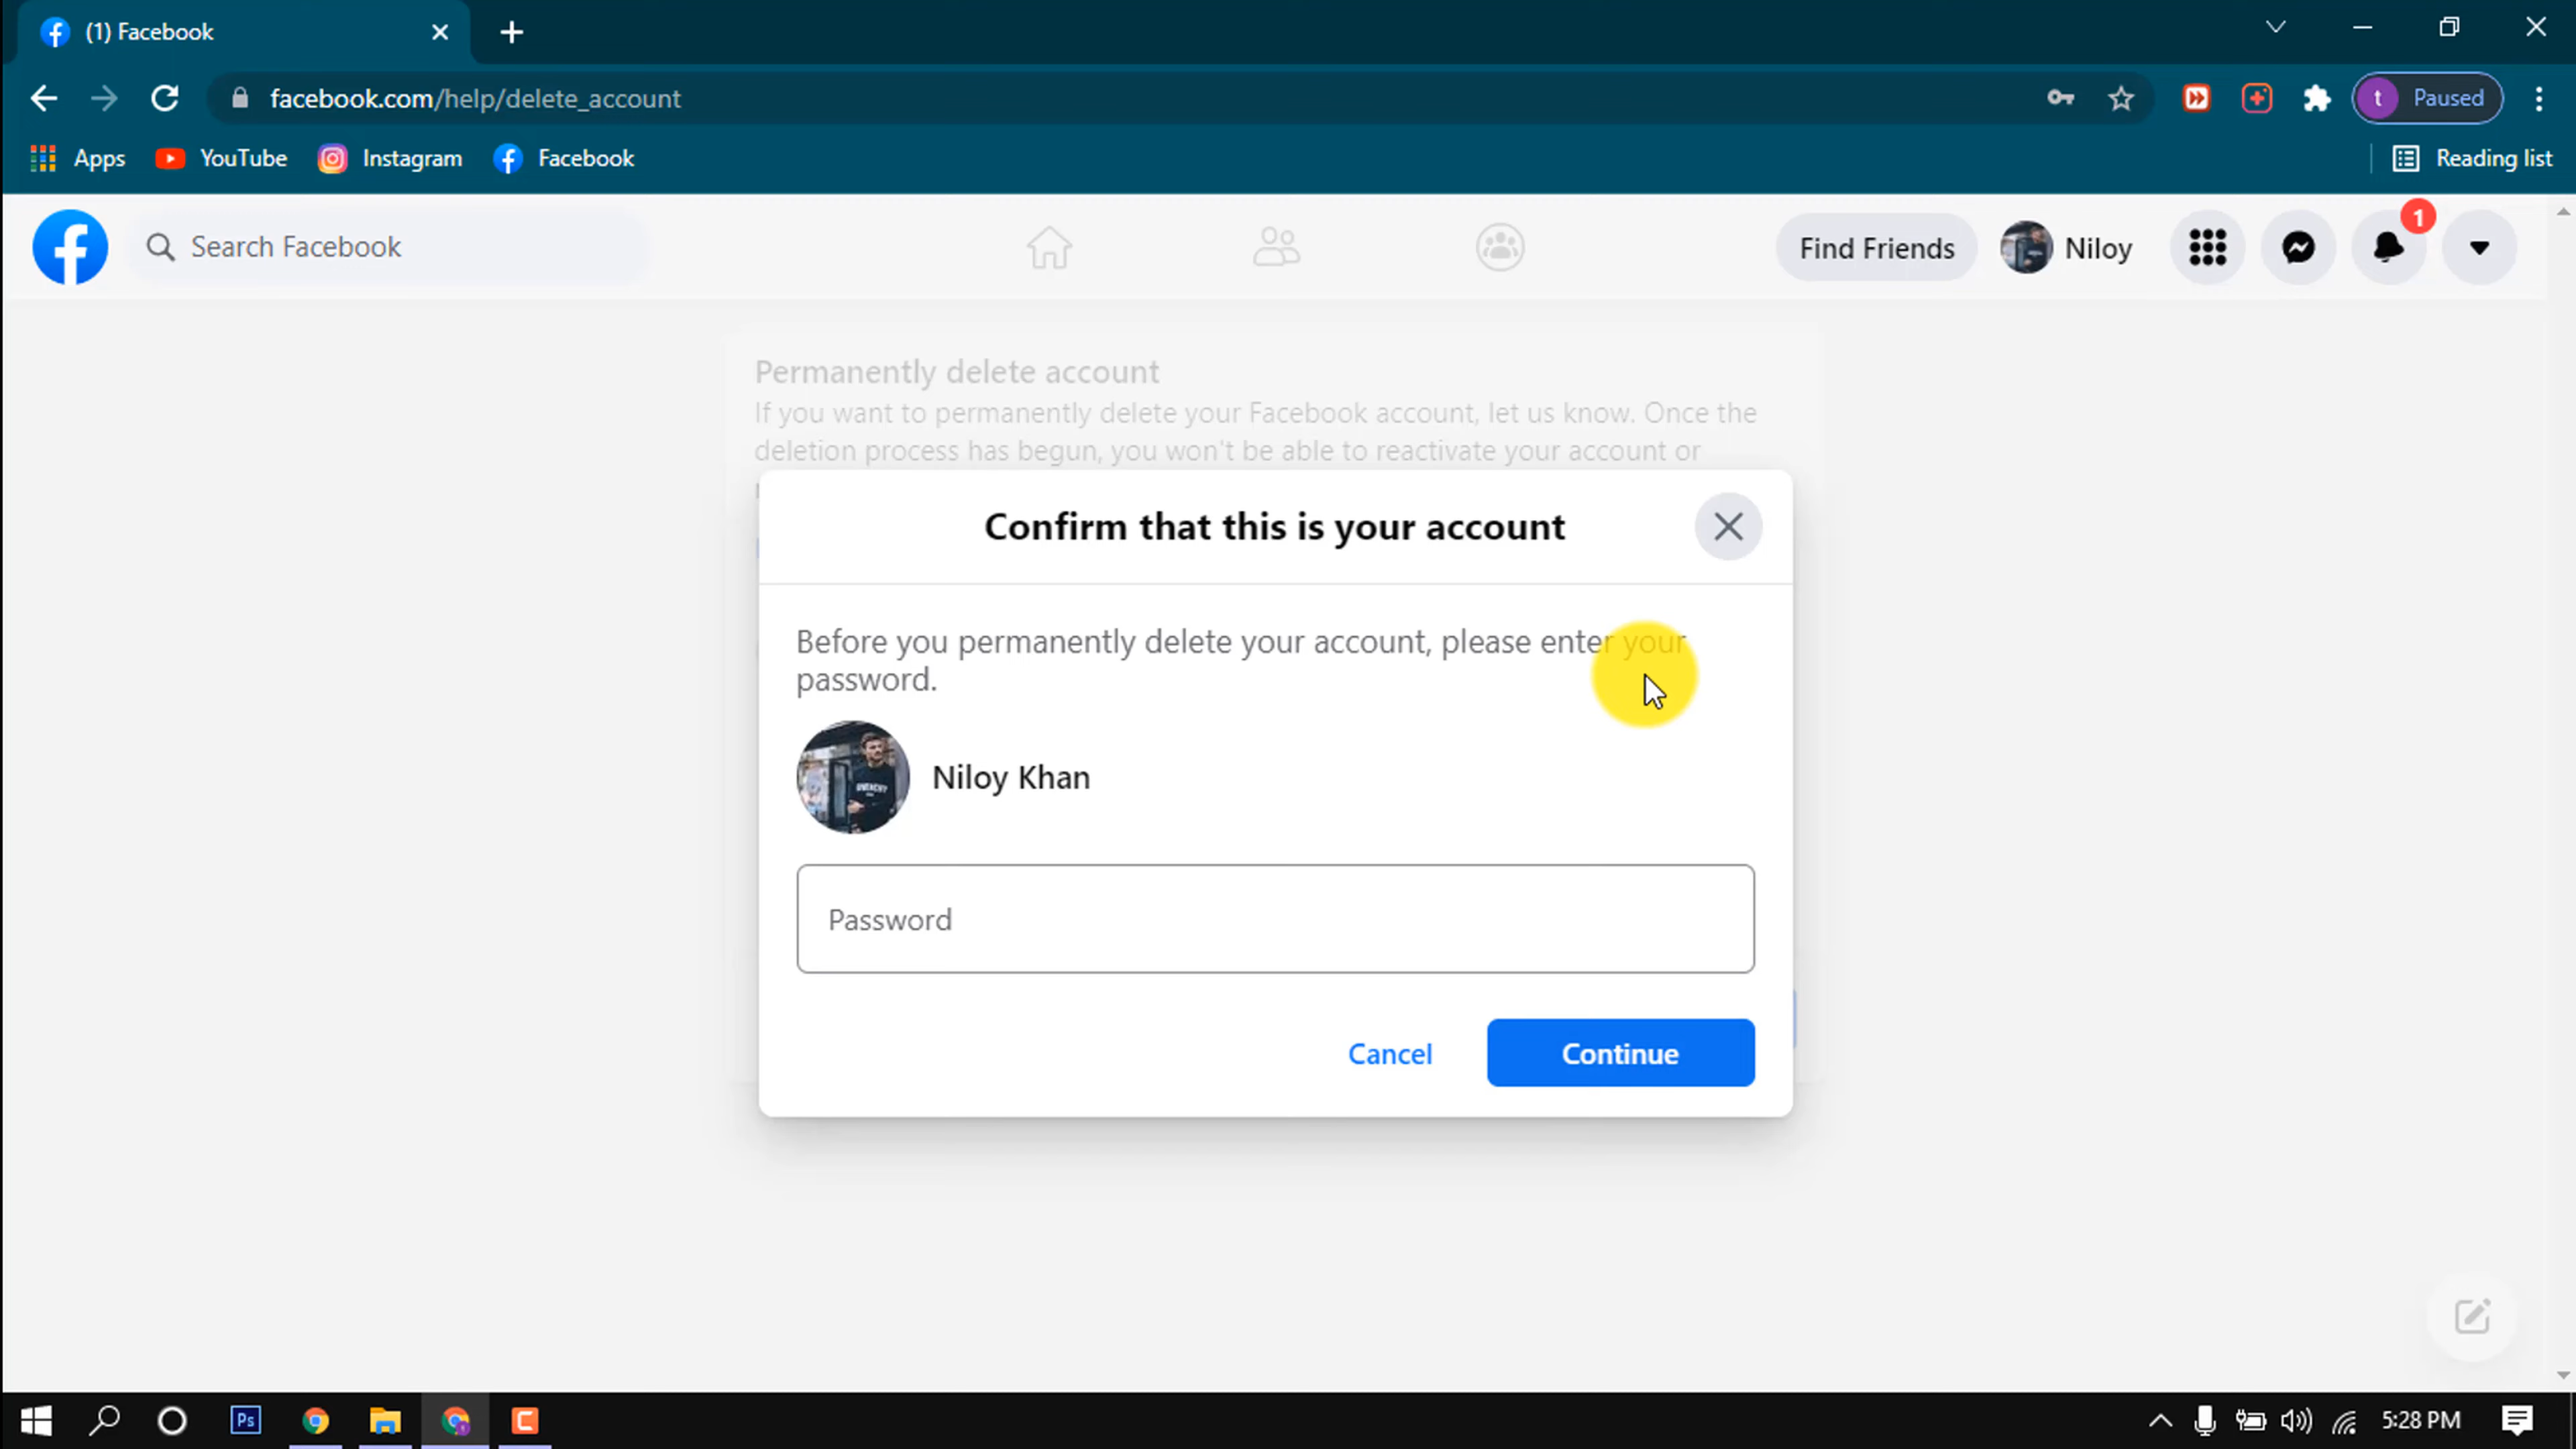 (1) Facebook
facebook.com/help/delete_account
Paused
Apps
YouTube
Instagram
Facebook
Reading list
Search Facebook
Find Friends
Niloy
1
Permanently delete account
If you want to permanently delete your Facebook account, let us know. Once the
deletion process has begun, you won't be able to reactivate your account or
Confirm that this is your account
Before you permanently delete your account, please enter your
password.
Niloy Khan
Password
Cancel
Continue
Ps
5:28 PM